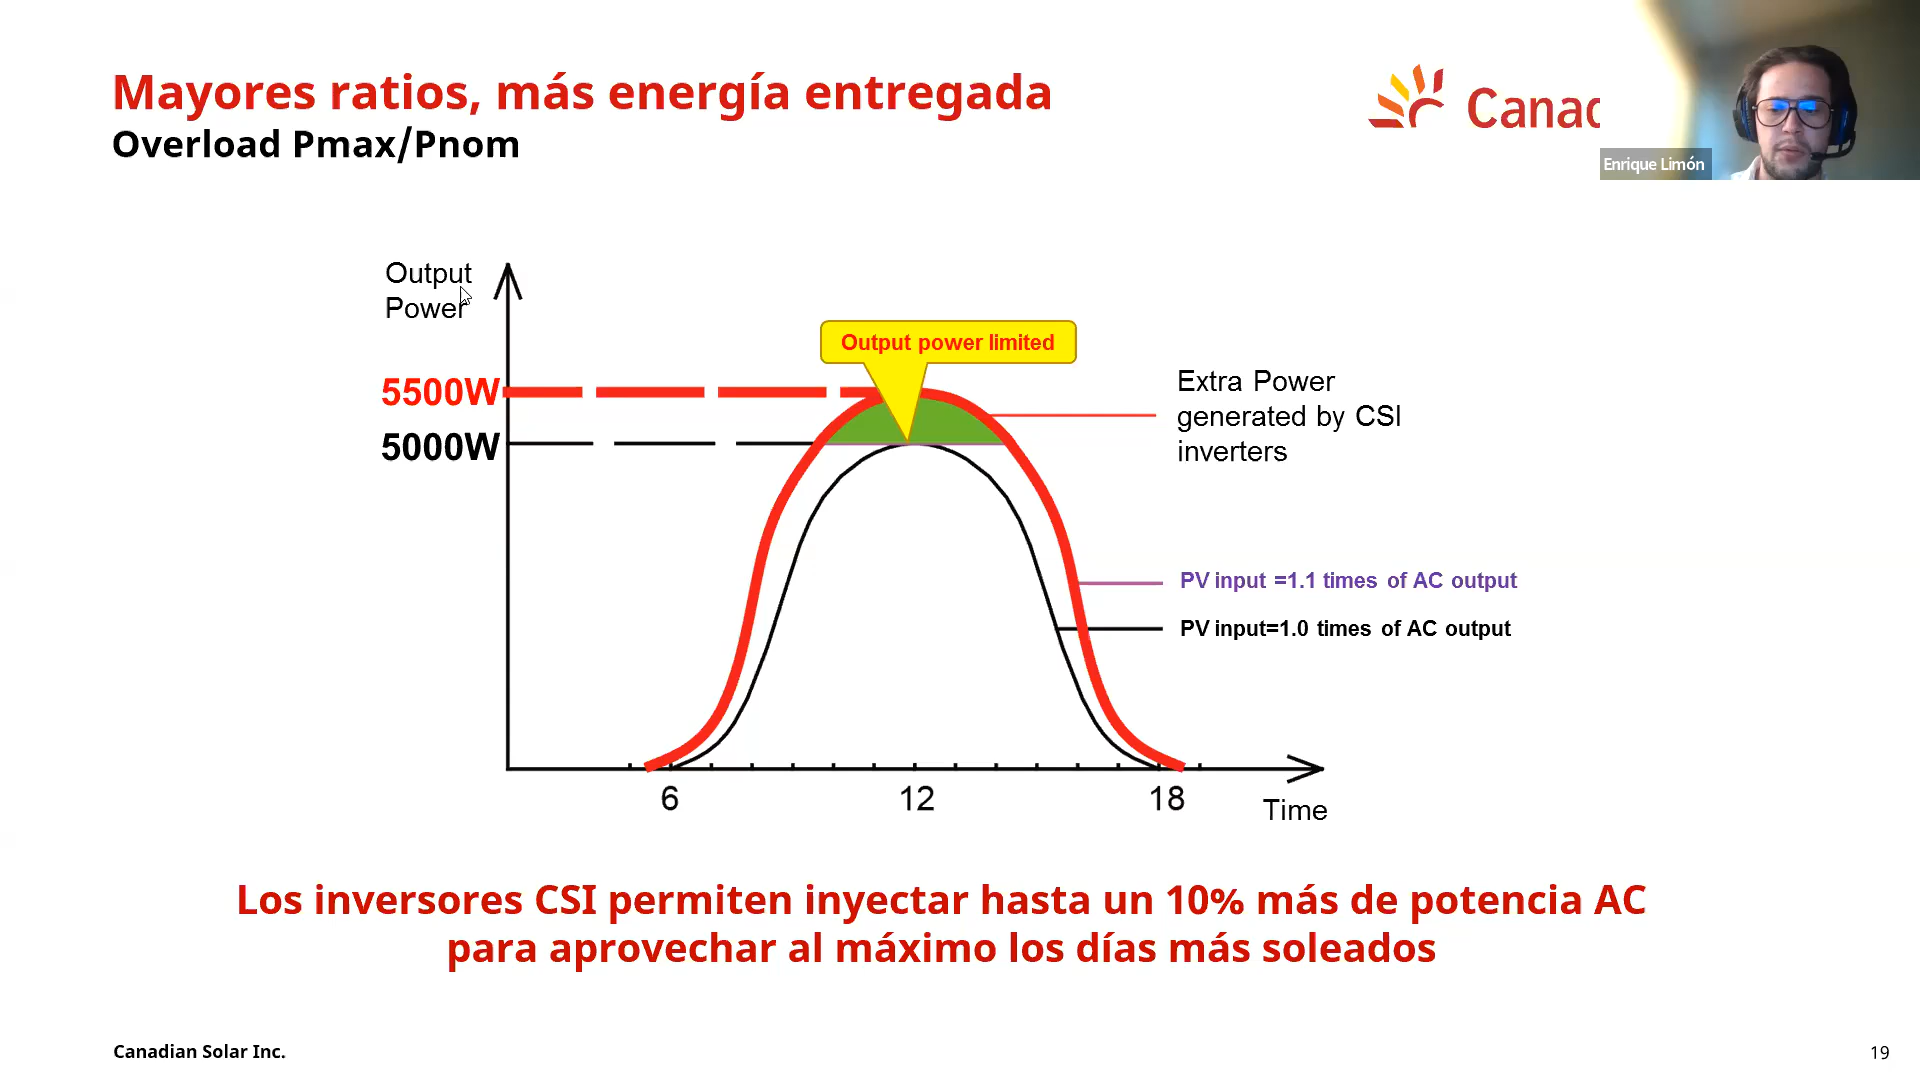 Mayores ratios, más energía entregada
Overload Pmax/Pnom
Canad
Enrique Limón
Output
Power
Output power limited
5500W
5000W
Extra Power
generated by CSI
inverters
PV input =1.1 times of AC output
PV input=1.0 times of AC output
6
12
18
Time
Los inversores CSI permiten inyectar hasta un 10% más de potencia AC
para aprovechar al máximo los días más soleados
Canadian Solar Inc.
19